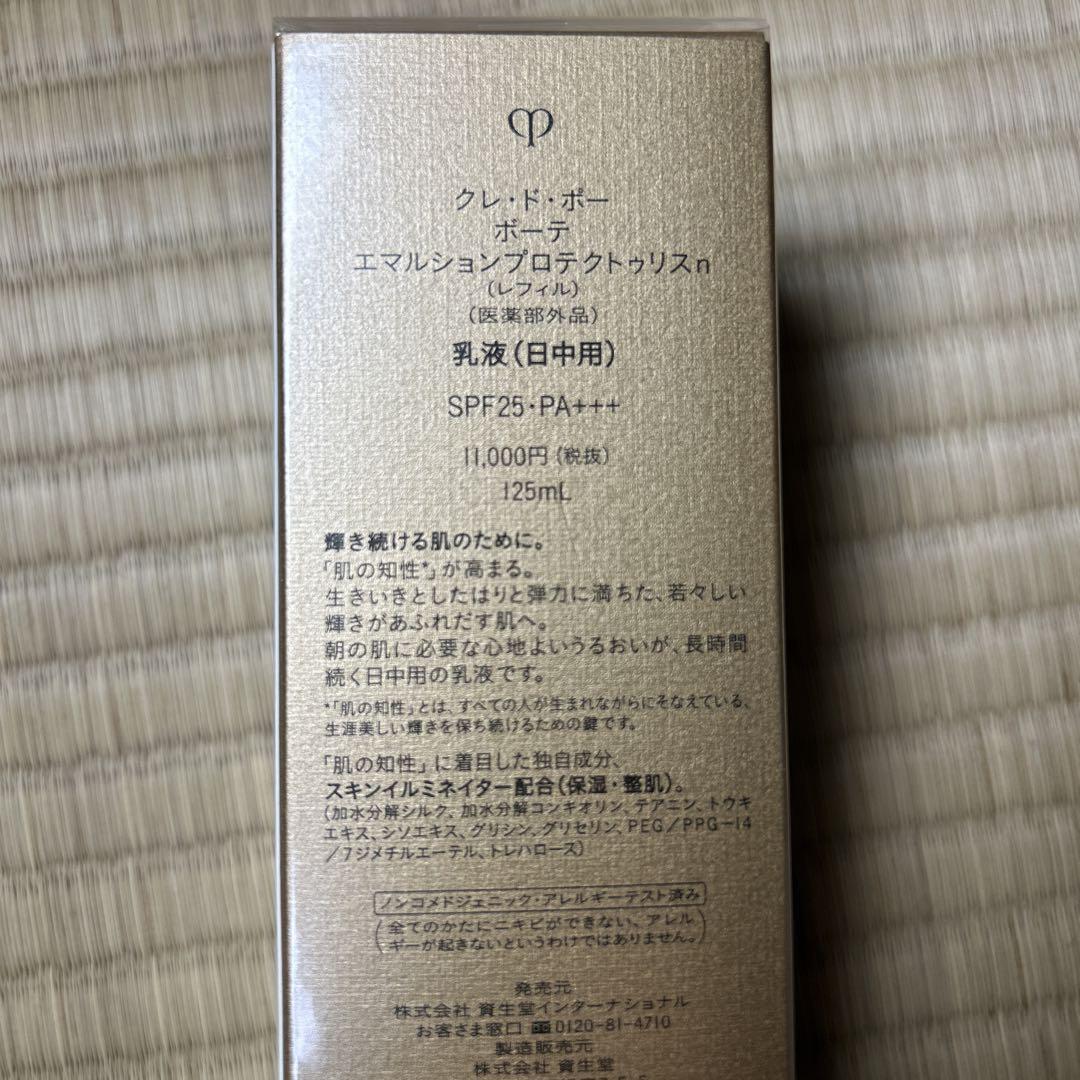 クレ・ド・ポー
ボーテ
エマルションプロテクトゥリスn
(レフィル)
(医薬部外品)
乳液(日中用)
SPF25・PA+++
11,000円(税抜)
125mL
輝き続ける肌のために。
「肌の知性*」が高まる。
生きいきとしたはりと弾力に満ちた、若々しい
輝きがあふれだす肌へ。
朝の肌に必要な心地よいうるおいが、長時間
続く日中用の乳液です。
*「肌の知性」とは、すべての人が生まれながらにそなえている、
生涯美しい輝きを保ち続けるための鍵です。
「肌の知性」に着目した独自成分、
スキンイルミネイター配合(保湿・整肌)。
(加水分解シルク、加水分解コンキオリン、テアニン、トウキ
エキス、シソエキス、グリシン、グリセリン、PEG/PPG-14
/7ジメチルエーテル、トレハロース)
ノンコメドジェニック・アレルギーテスト済み
(全てのかたにニキビができない、アレル
ギーが起きないというわけではありません。)
発売元
株式会社 資生堂インターナショナル
お客さま窓口 0120-81-4710
製造販売元
株式会社 資生堂